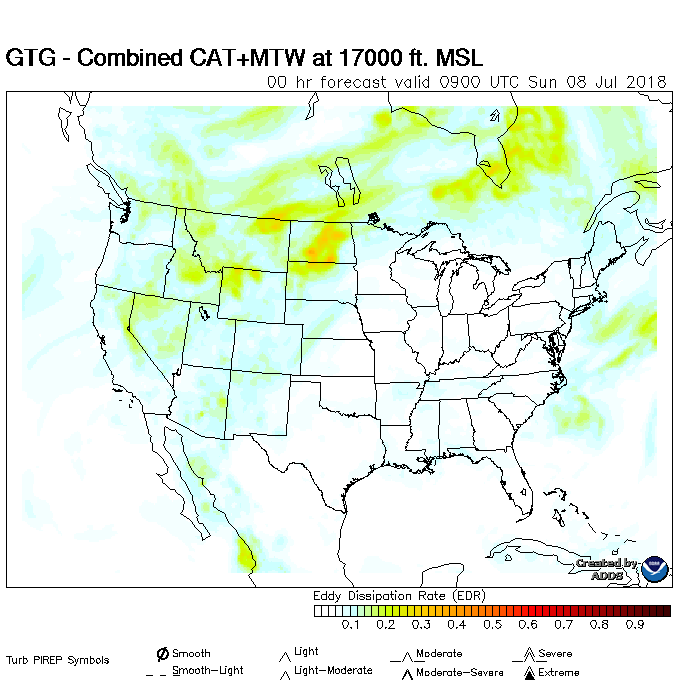 GTG - Combined CAT+MTW at 17000 ft. MSL
00 hr forecast valid 0900 UTC Sun 08 Jul 2018
Created by
ADDS
Eddy Dissipation Rate (EDR)
0.1 0.2 0.3 0.4 0.5 0.6 0.7 0.8 0.9
Turb PIREP Symbols
Smooth Light Moderate Severe
Smooth-Light Light-Moderate Moderate-Severe Extreme